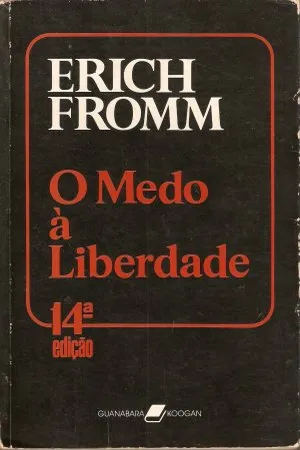 ERICH
FROMM
O Medo
à
Liberdade
14ª
edição
GUANABARA KOOGAN